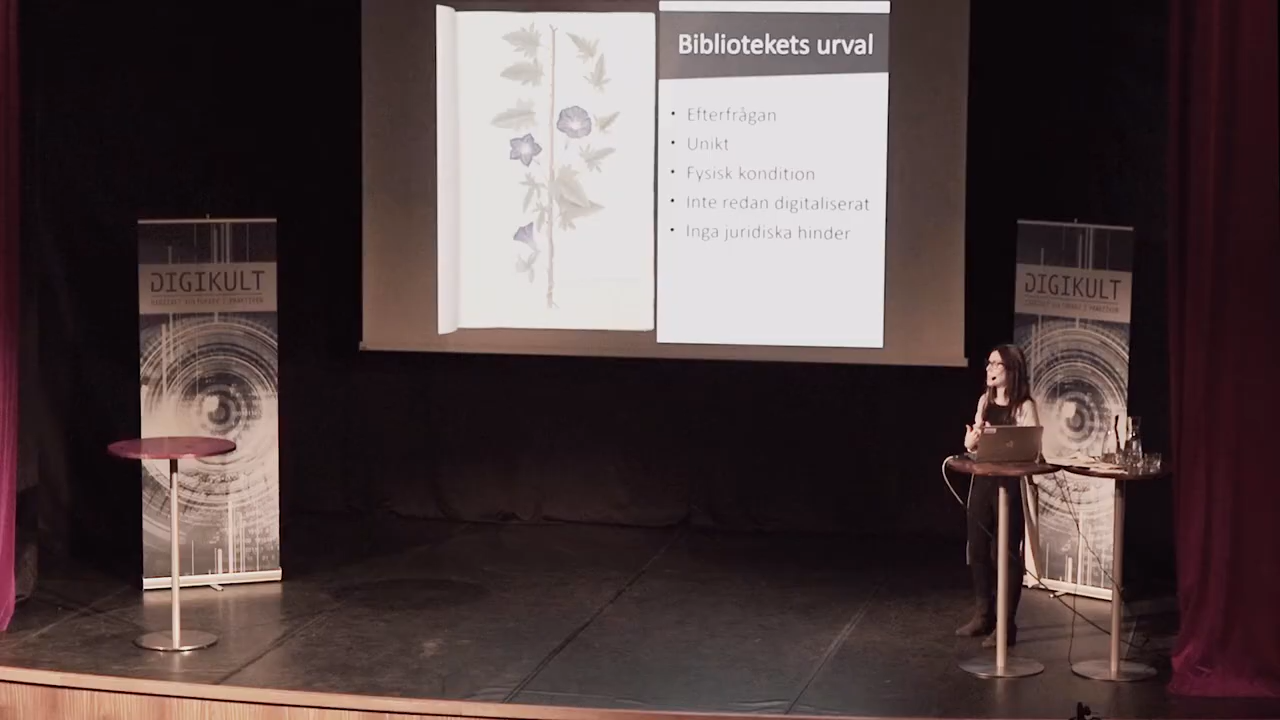 Bibliotekets urval
• Efterfrågan
• Unikt
• Fysisk kondition
• Inte redan digitaliserat
• Inga juridiska hinder
DIGIKULT
DIGIKULT